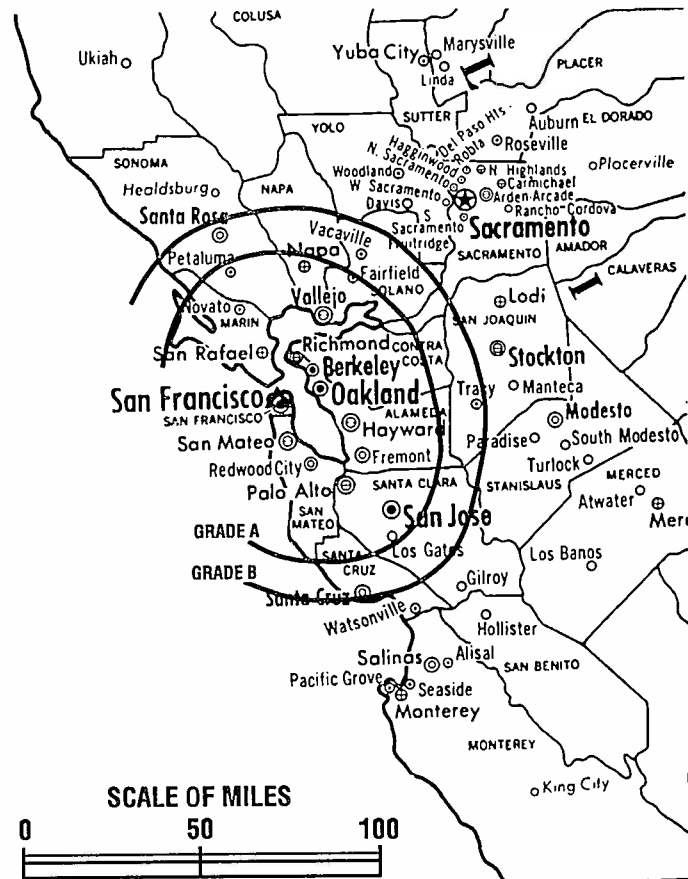 COLUSA
Ukiah
Yuba City
Marysville
Linda
PLACER
SUTTER
YOLO
Del Paso Hts.
Auburn
EL DORADO
Robla
Roseville
Hagginwood
N. Sacramento
SONOMA
Woodland
N Highlands
Placerville
Healdsburg
NAPA
W Sacramento
Carmichael
Arden-Arcade
Davis
Rancho-Cordova
Santa Rosa
S Sacramento
Sacramento
Fruitridge
Vacaville
Petaluma
Napa
SACRAMENTO
AMADOR
Fairfield
SOLANO
CALAVERAS
Vallejo
Lodi
Novato
MARIN
SAN JOAQUIN
San Rafael
Richmond
CONTRA
COSTA
Berkeley
Stockton
San Francisco
Oakland
Manteca
Tracy
SAN FRANCISCO
ALAMEDA
Modesto
Hayward
San Mateo
Paradise
South Modesto
Redwood City
Fremont
Turlock
Palo Alto
SANTA CLARA
STANISLAUS
MERCED
SAN
MATEO
Atwater
San Jose
Merc
GRADE A
Los Gatos
SANTA
CRUZ
Los Banos
GRADE B
Gilroy
Santa Cruz
Watsonville
Hollister
Salinas
Alisal
SAN BENITO
Pacific Grove
Seaside
Monterey
MONTEREY
King City
SCALE OF MILES
0 50 100